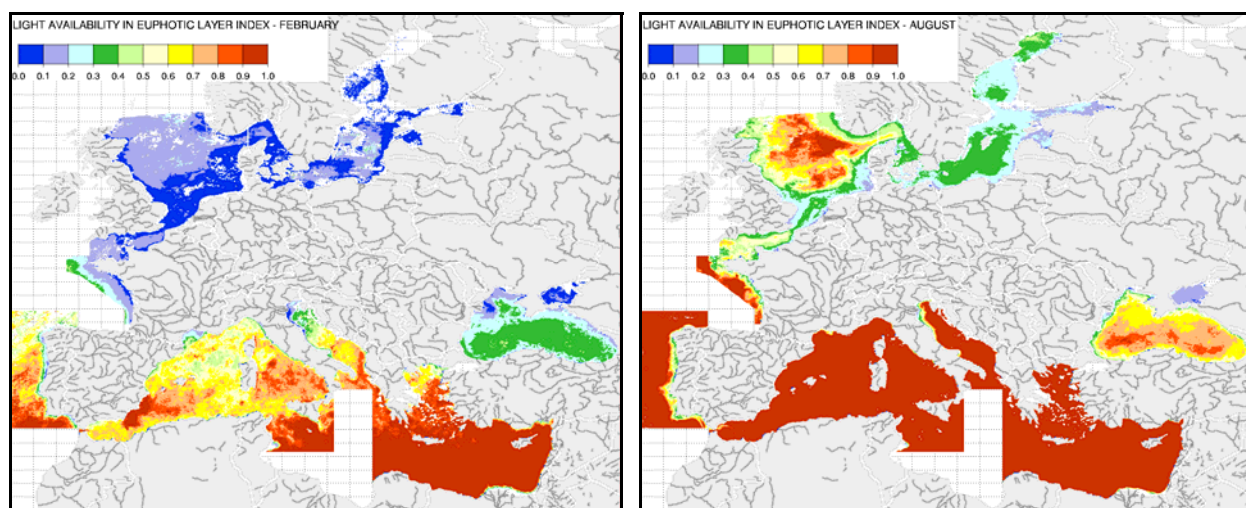 LIGHT AVAILABILITY IN EUPHOTIC LAYER INDEX - FEBRUARY
0.0 0.1 0.2 0.3 0.4 0.5 0.6 0.7 0.8 0.9 1.0
LIGHT AVAILABILITY IN EUPHOTIC LAYER INDEX - AUGUST
0.0 0.1 0.2 0.3 0.4 0.5 0.6 0.7 0.8 0.9 1.0